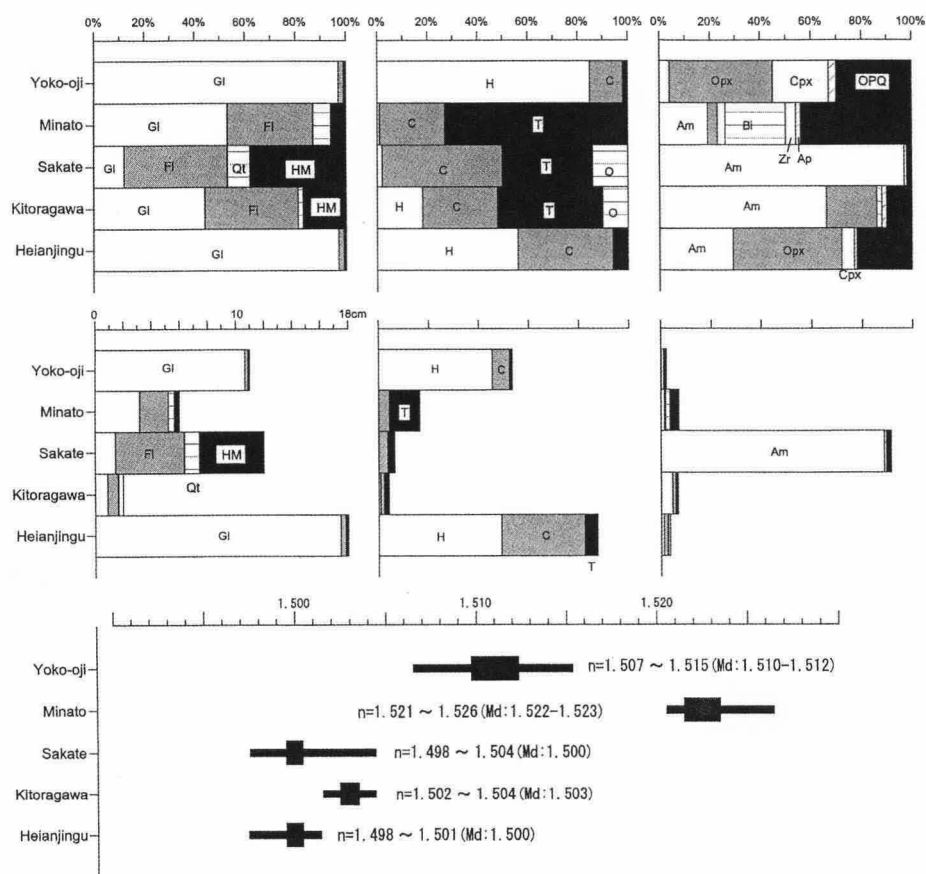 0% 20% 40% 60% 80% 100% 0% 20% 40% 60% 80% 100% 0% 20% 40% 60% 80% 100%
Yoko-oji Gl H C Opx Cpx OPQ
Minato Gl Fl C T Am Bi
Zr Ap
Sakate Gl Fl Qt HM C T O Am
Kitoragawa Gl Fl HM H C T O Am
Heianjingu Gl H C Am Opx
Cpx
0 10 18cm
Yoko-oji Gl H C
Minato T
Sakate Fl HM Am
Kitoragawa Qt
Heianjingu Gl H C
T
1.500 1.510 1.520
Yoko-oji n=1.507 ~ 1.515(Md:1.510-1.512)
Minato n=1.521 ~ 1.526(Md:1.522-1.523)
Sakate n=1.498 ~ 1.504(Md:1.500)
Kitoragawa n=1.502 ~ 1.504(Md:1.503)
Heianjingu n=1.498 ~ 1.501(Md:1.500)